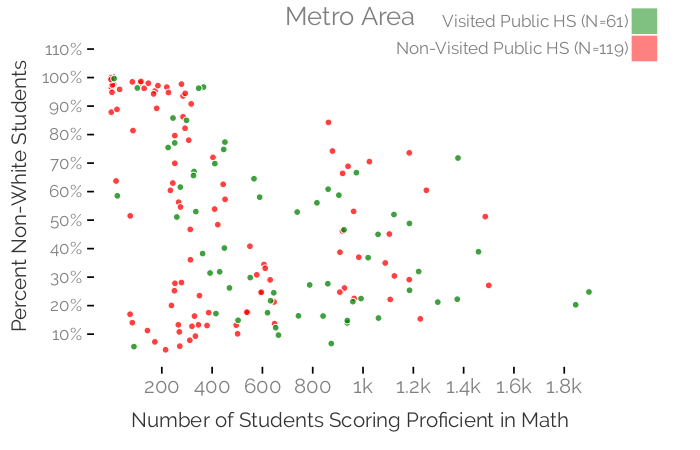 Metro Area
Visited Public HS (N=61)
Non-Visited Public HS (N=119)
Percent Non-White Students
110%
100%
90%
80%
70%
60%
50%
40%
30%
20%
10%
200 400 600 800 1k 1.2k 1.4k 1.6k 1.8k
Number of Students Scoring Proficient in Math